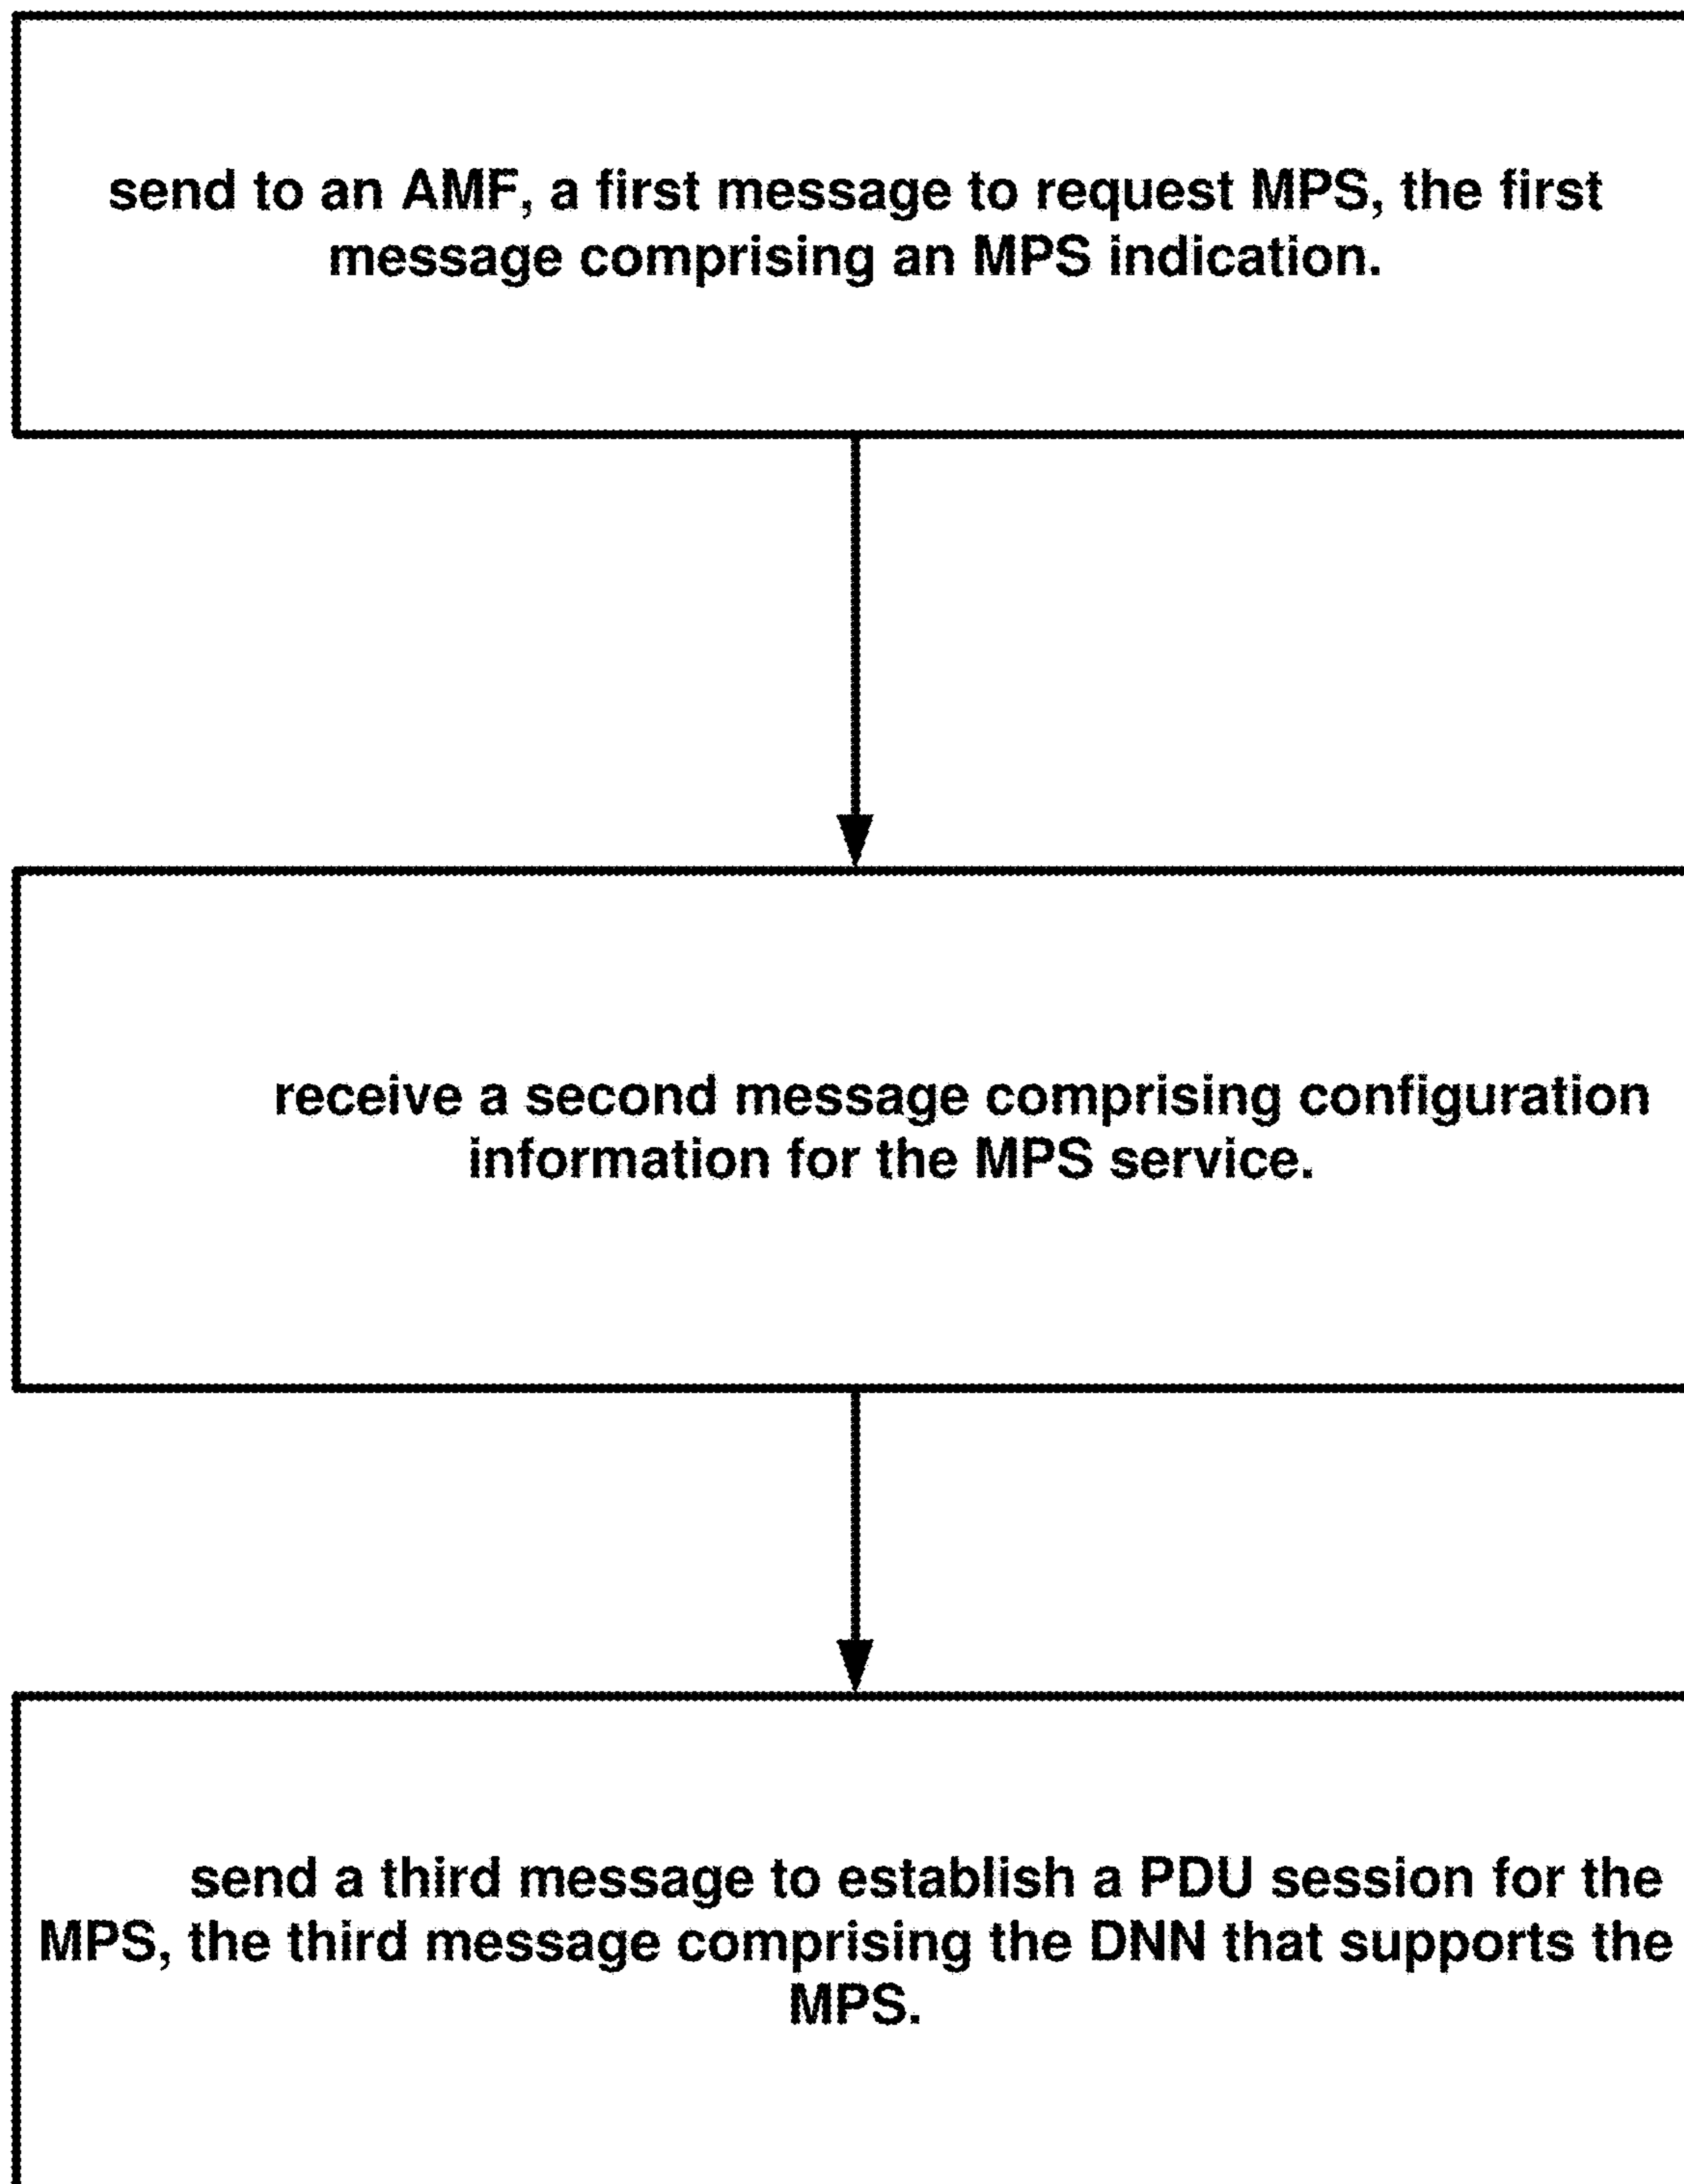 send to an AMF, a first message to request MPS, the first
message comprising an MPS indication.
receive a second message comprising configuration
information for the MPS service.
send a third message to establish a PDU session for the
MPS, the third message comprising the DNN that supports the
MPS.